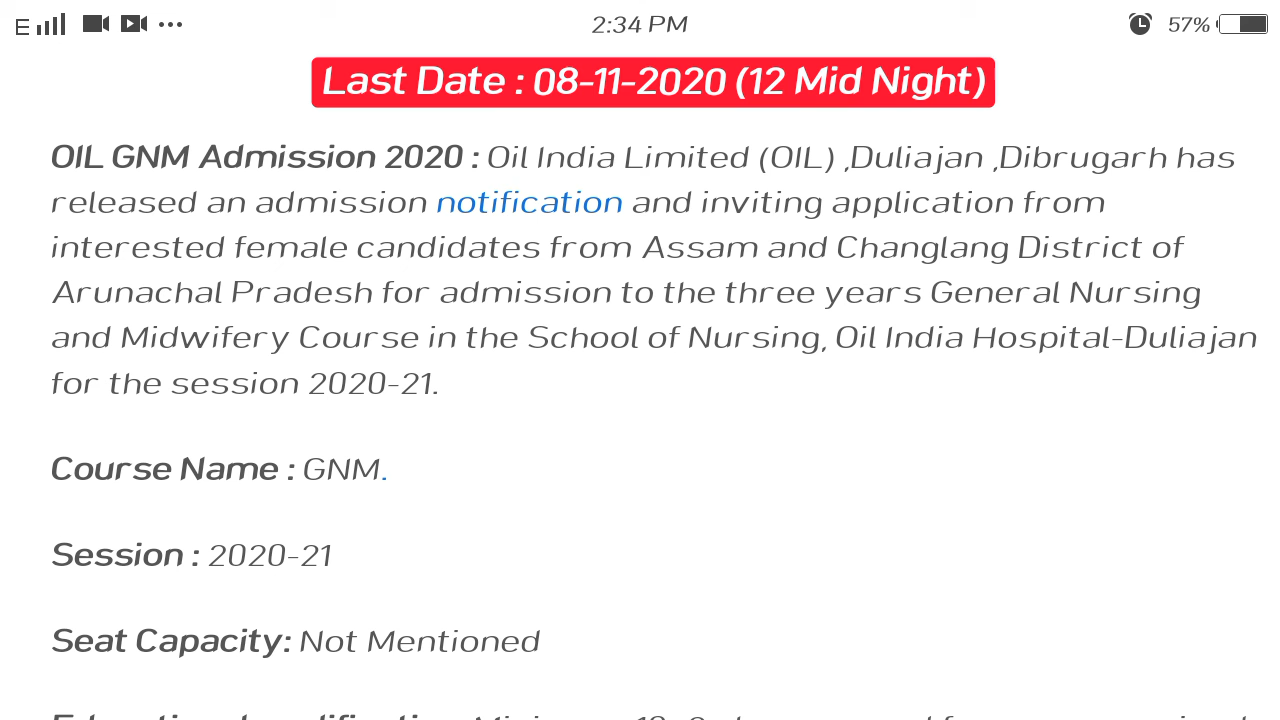 E
2:34 PM
57%
Last Date : 08-11-2020 (12 Mid Night)
OIL GNM Admission 2020 : Oil India Limited (OIL) ,Duliajan ,Dibrugarh has
released an admission notification and inviting application from
interested female candidates from Assam and Changlang District of
Arunachal Pradesh for admission to the three years General Nursing
and Midwifery Course in the School of Nursing, Oil India Hospital-Duliajan
for the session 2020-21.
Course Name : GNM.
Session : 2020-21
Seat Capacity: Not Mentioned